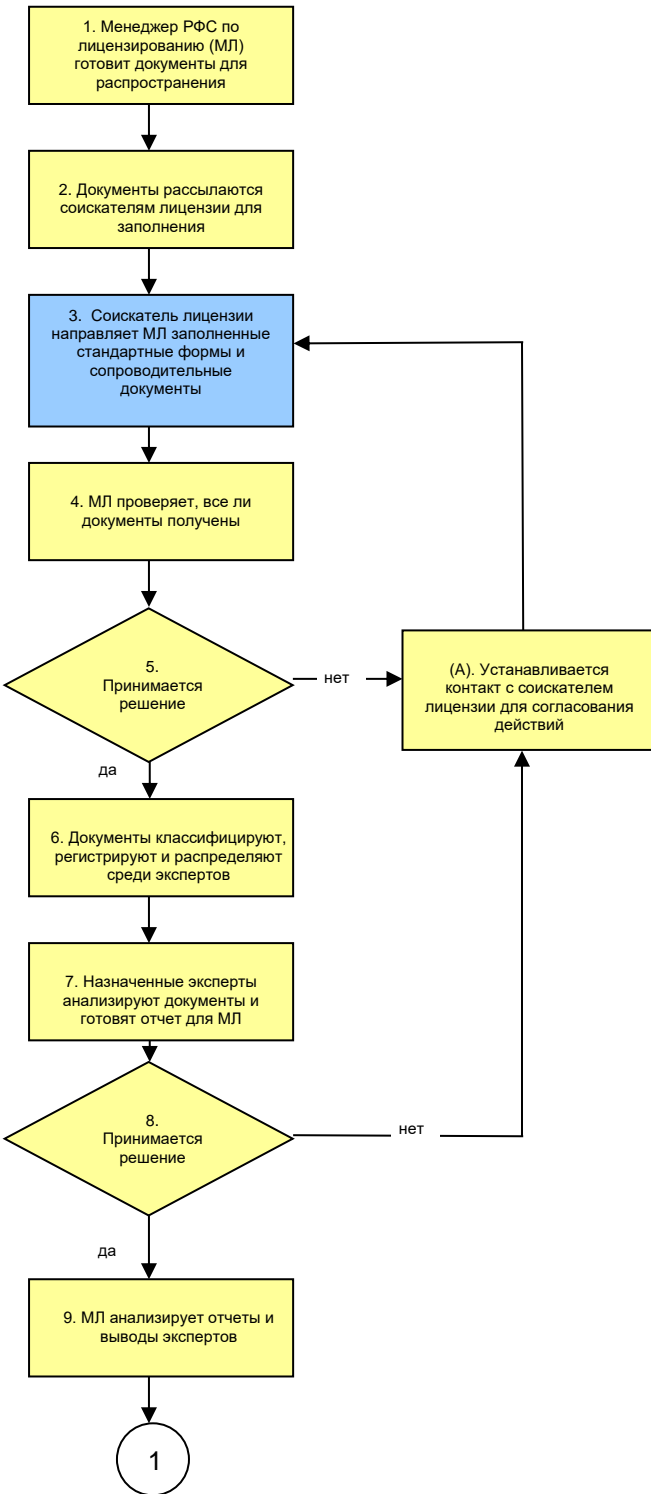 1. Менеджер РФС по
лицензированию (МЛ)
готовит документы для
распространения
2. Документы рассылаются
соискателям лицензии для
заполнения
3. Соискатель лицензии
направляет МЛ заполненные
стандартные формы и
сопроводительные
документы
4. МЛ проверяет, все ли
документы получены
5.
Принимается
решение
нет
(А). Устанавливается
контакт с соискателем
лицензии для согласования
действий
да
6. Документы классифицируют,
регистрируют и распределяют
среди экспертов
7. Назначенные эксперты
анализируют документы и
готовят отчет для МЛ
8.
Принимается
решение
нет
да
9. МЛ анализирует отчеты и
выводы экспертов
1